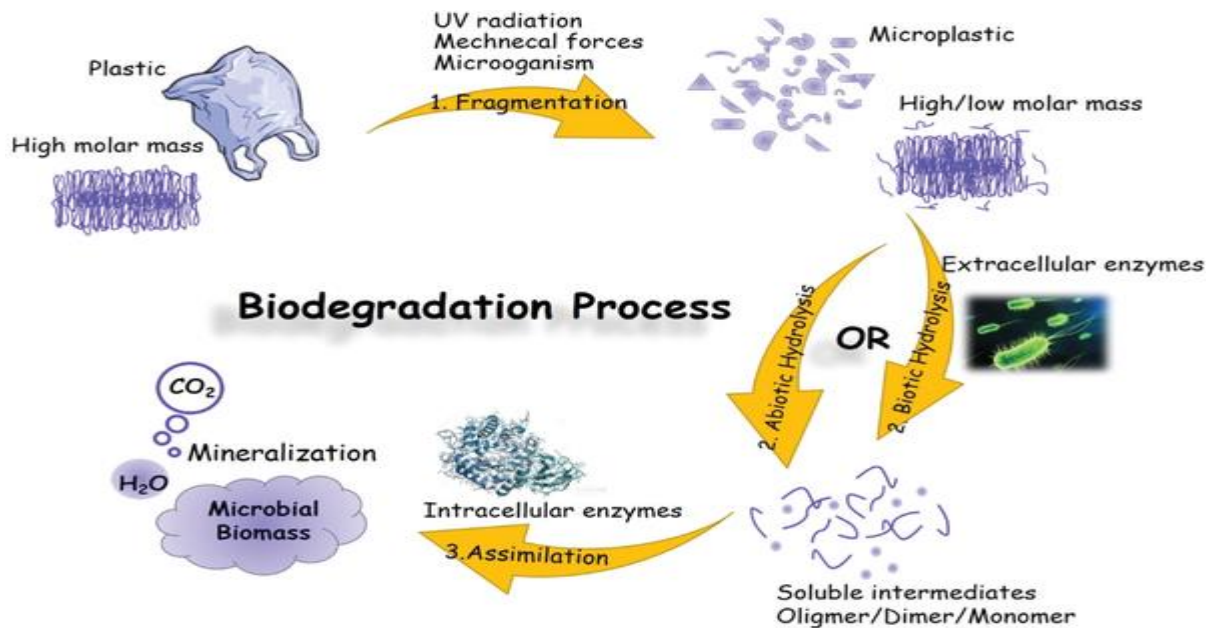 UV radiation
Mechnecal forces
Microoganism
1. Fragmentation
Plastic
High molar mass
Microplastic
High/low molar mass
Extracellular enzymes
2. Abiotic Hydrolysis
OR
2. Biotic Hydrolysis
Biodegradation Process
CO₂
H₂O
Mineralization
Microbial
Biomass
Intracellular enzymes
3.Assimilation
Soluble intermediates
Oligmer/Dimer/Monomer